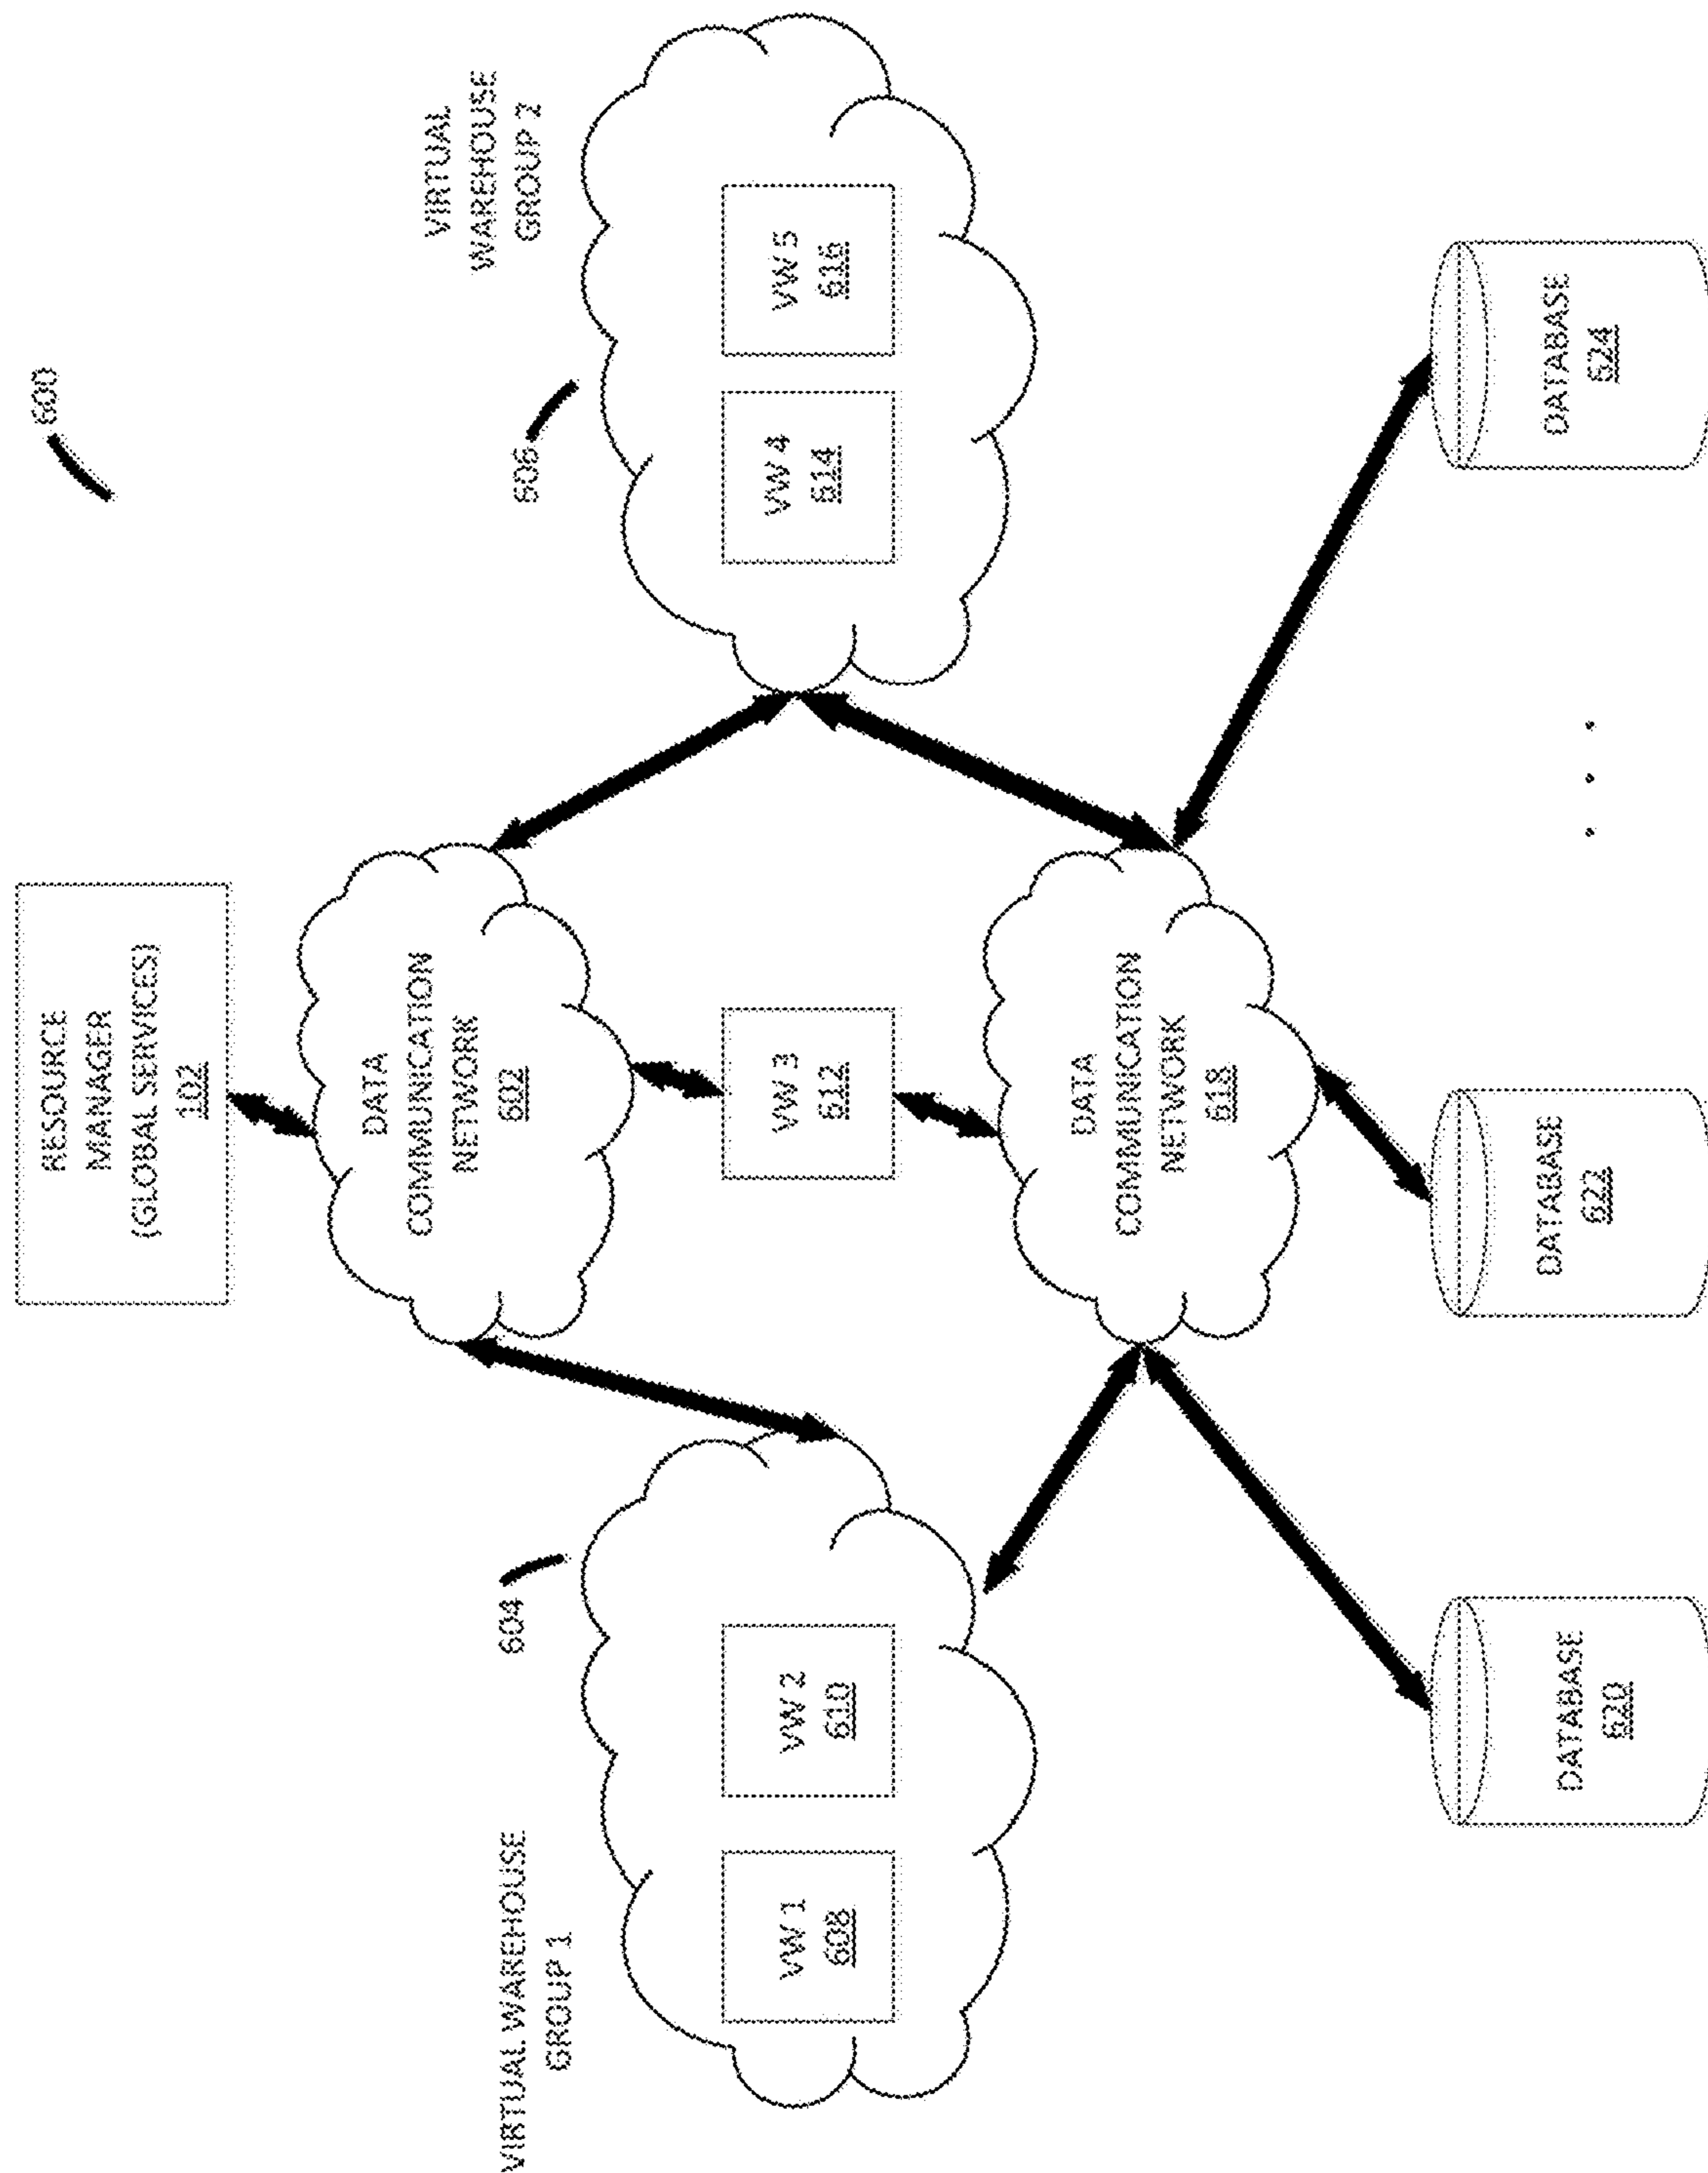 600
RESOURCE
MANAGER
(GLOBAL SERVICES)
102
DATA
COMMUNICATION
NETWORK
602
VIRTUAL WAREHOUSE
GROUP 1
604
VIRTUAL
WAREHOUSE
GROUP 2
606
VW 1
608
VW 2
610
VW 3
612
VW 4
614
VW 5
616
DATA
COMMUNICATION
NETWORK
618
DATABASE
620
DATABASE
622
. . .
DATABASE
624